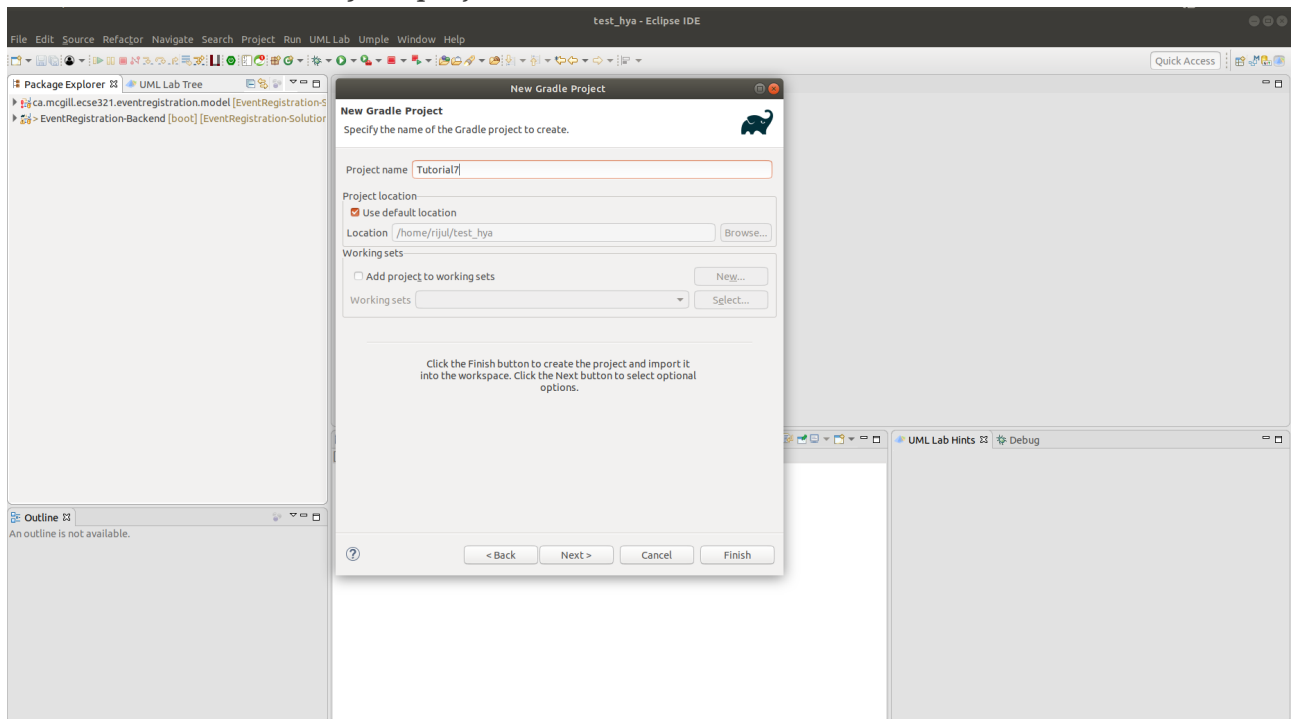 test_hya - Eclipse IDE
File Edit Source Refactor Navigate Search Project Run UML Lab Umple Window Help
Quick Access
Package Explorer UML Lab Tree
ca.mcgill.ecse321.eventregistration.model [EventRegistration-S
> EventRegistration-Backend [boot] [EventRegistration-Solution
New Gradle Project
New Gradle Project
Specify the name of the Gradle project to create.
Project name Tutorial7
Project location
Use default location
Location /home/rijul/test_hya Browse...
Working sets
Add project to working sets New...
Working sets Select...
Click the Finish button to create the project and import it
into the workspace. Click the Next button to select optional
options.
UML Lab Hints Debug
Outline
An outline is not available.
? < Back Next > Cancel Finish